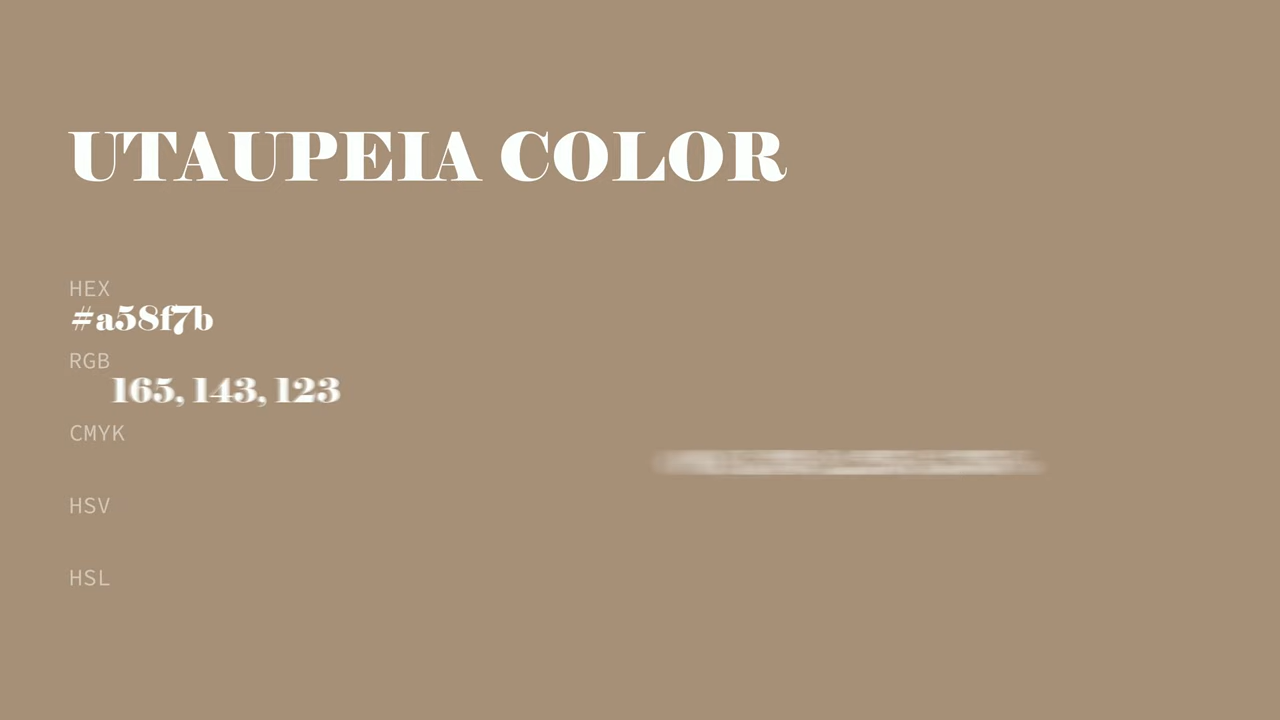 UTAUPEIA COLOR
HEX
#a58f7b
RGB
165, 143, 123
CMYK
HSV
HSL